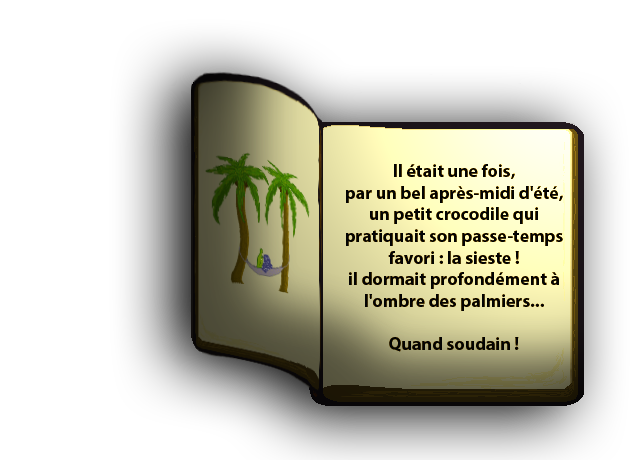 Il était une fois,
par un bel après-midi d'été,
un petit crocodile qui
pratiquait son passe-temps
favori : la sieste !
il dormait profondément à
l'ombre des palmiers...
Quand soudain !